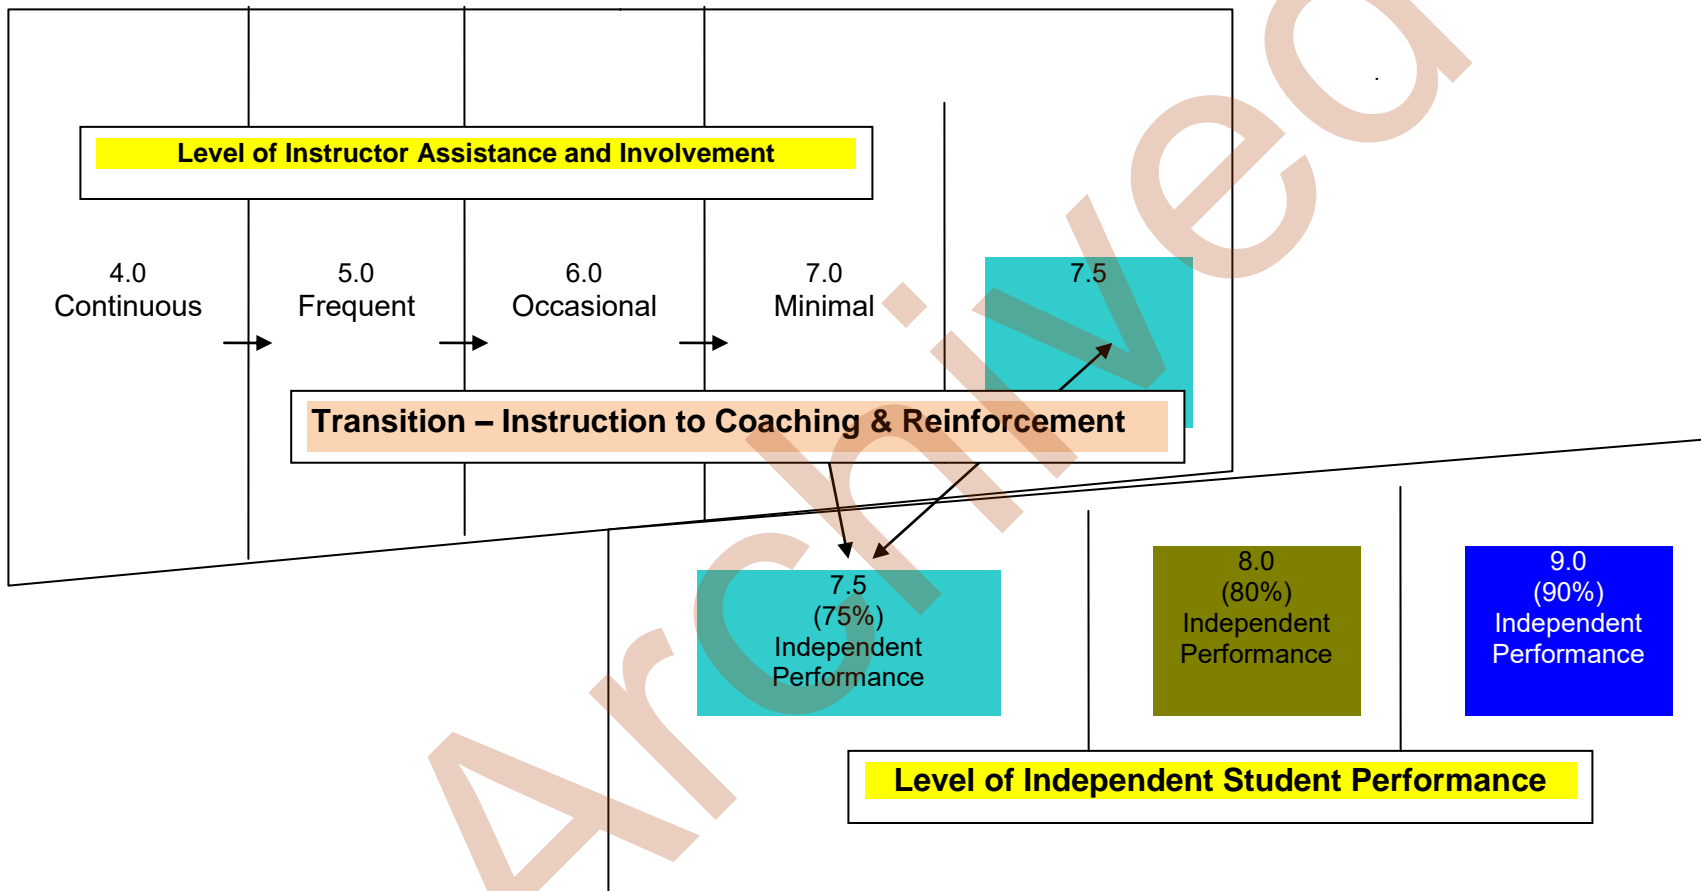 Level of Instructor Assistance and Involvement
4.0
Continuous
5.0
Frequent
6.0
Occasional
7.0
Minimal
7.5
Transition – Instruction to Coaching & Reinforcement
7.5
(75%)
Independent
Performance
8.0
(80%)
Independent
Performance
9.0
(90%)
Independent
Performance
Level of Independent Student Performance
Archived